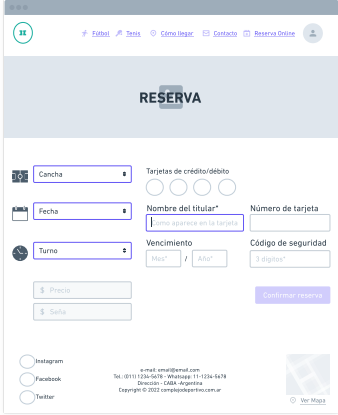 Fútbol Tenis Cómo llegar Contacto Reserva Online
RESERVA
Cancha
Fecha
Turno
$ Precio
$ Seña
Tarjetas de crédito/débito
Nombre del titular* Número de tarjeta
Como aparece en la tarjeta
Vencimiento Código de seguridad
Mes* / Año* 3 dígitos*
Confirmar reserva
Instagram
Facebook
Twitter
e-mail: email@email.com
Tel.: (011) 1234-5678 - Whatsapp: 11-1234-5678
Dirección - CABA -Argentina
Copyright © 2022 complejodeportivo.com.ar
Ver Mapa